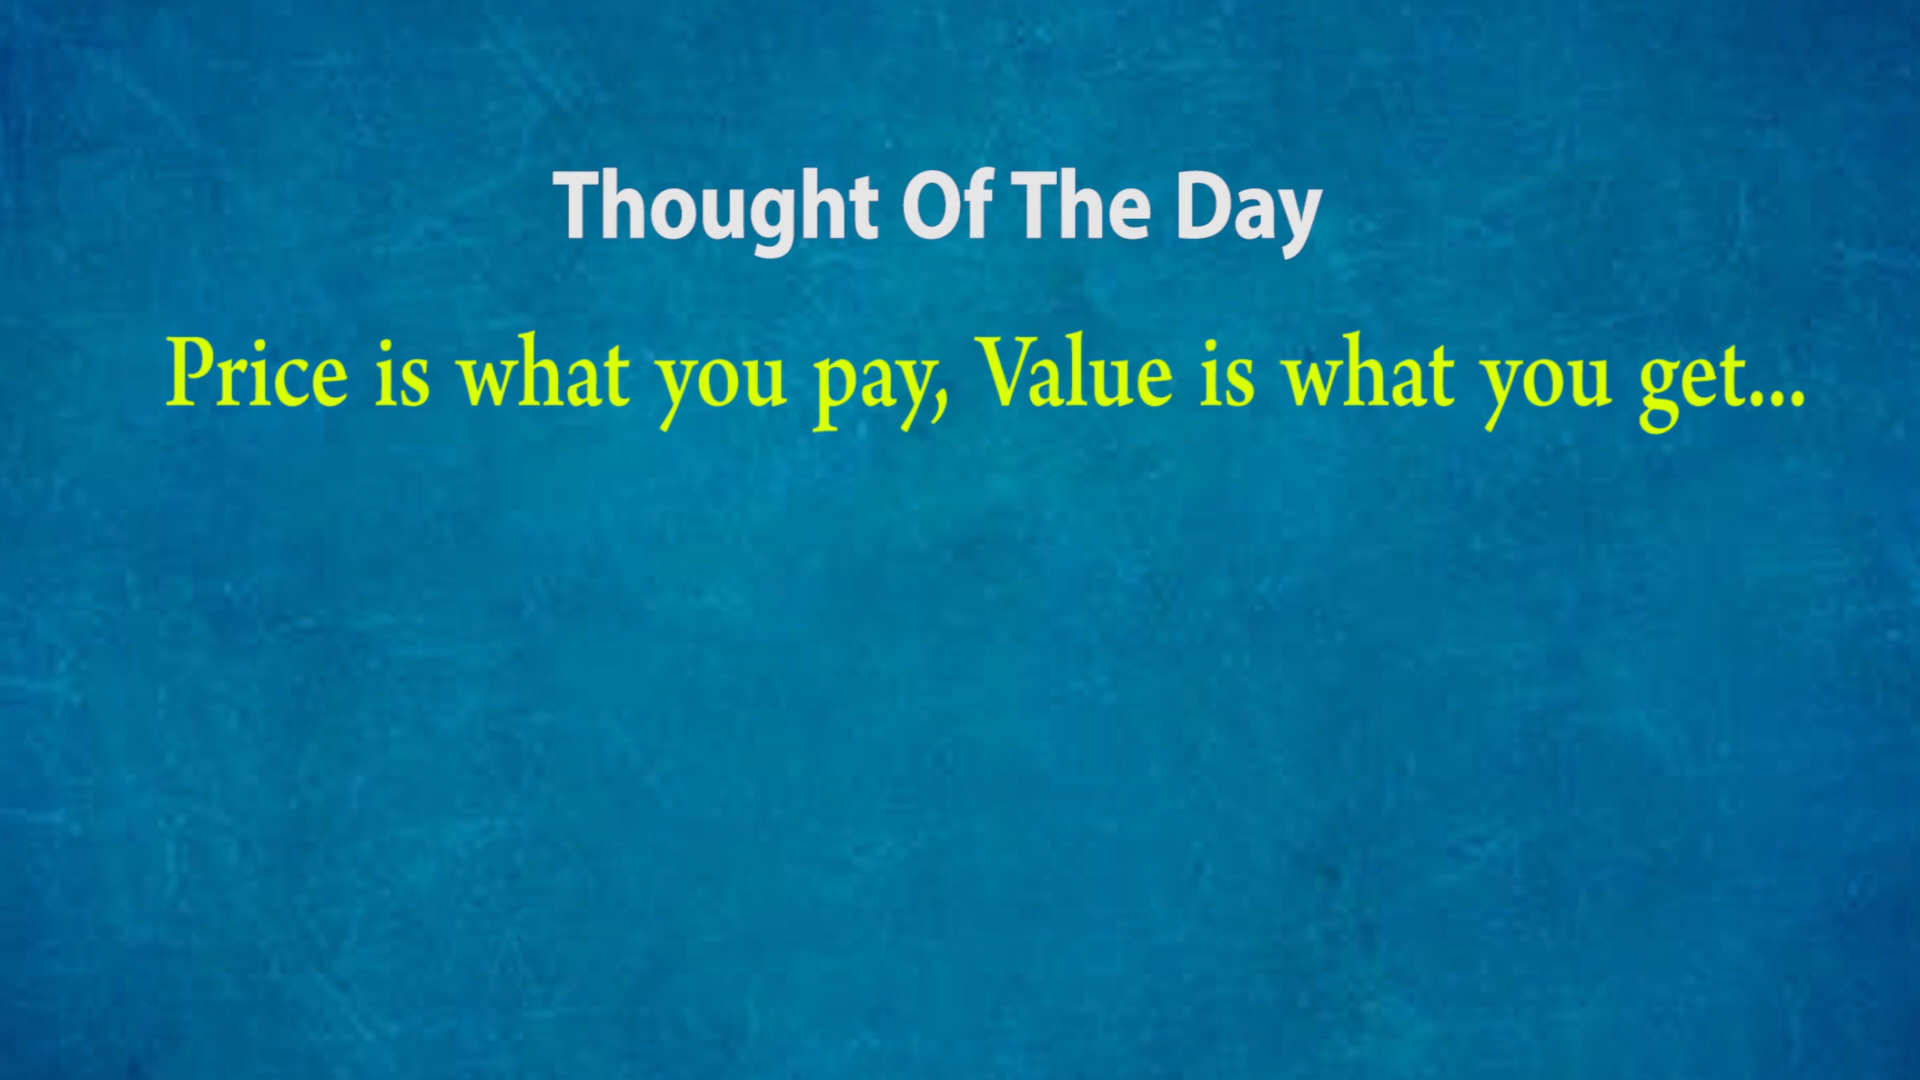 Thought Of The Day
Price is what you pay, Value is what you get...